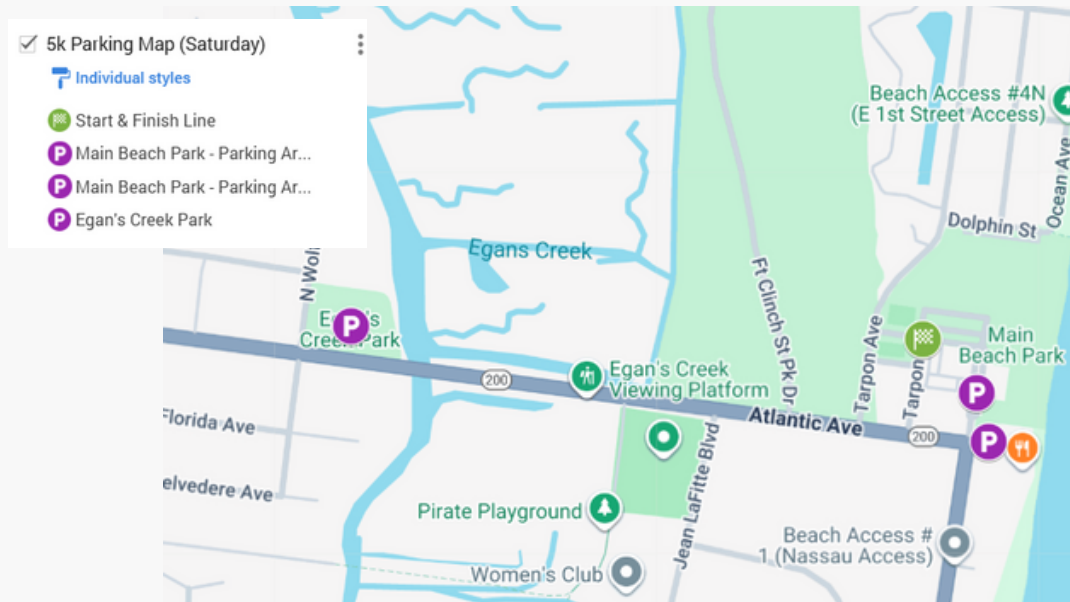 5k Parking Map (Saturday)
Individual styles
Start & Finish Line
P Main Beach Park - Parking Ar...
P Main Beach Park - Parking Ar...
P Egan's Creek Park
Beach Access #4N
(E 1st Street Access)
Ocean Ave
Dolphin St
Egans Creek
N Wol
P
Creek Park
Ft Clinch St Pk Dr
Tarpon Ave
Tarpon
Main
Beach Park
P
200
Egan's Creek
Viewing Platform
Atlantic Ave
200
P
Florida Ave
Jean LaFitte Blvd
elvedere Ave
Pirate Playground
Beach Access #
1 (Nassau Access)
Women's Club